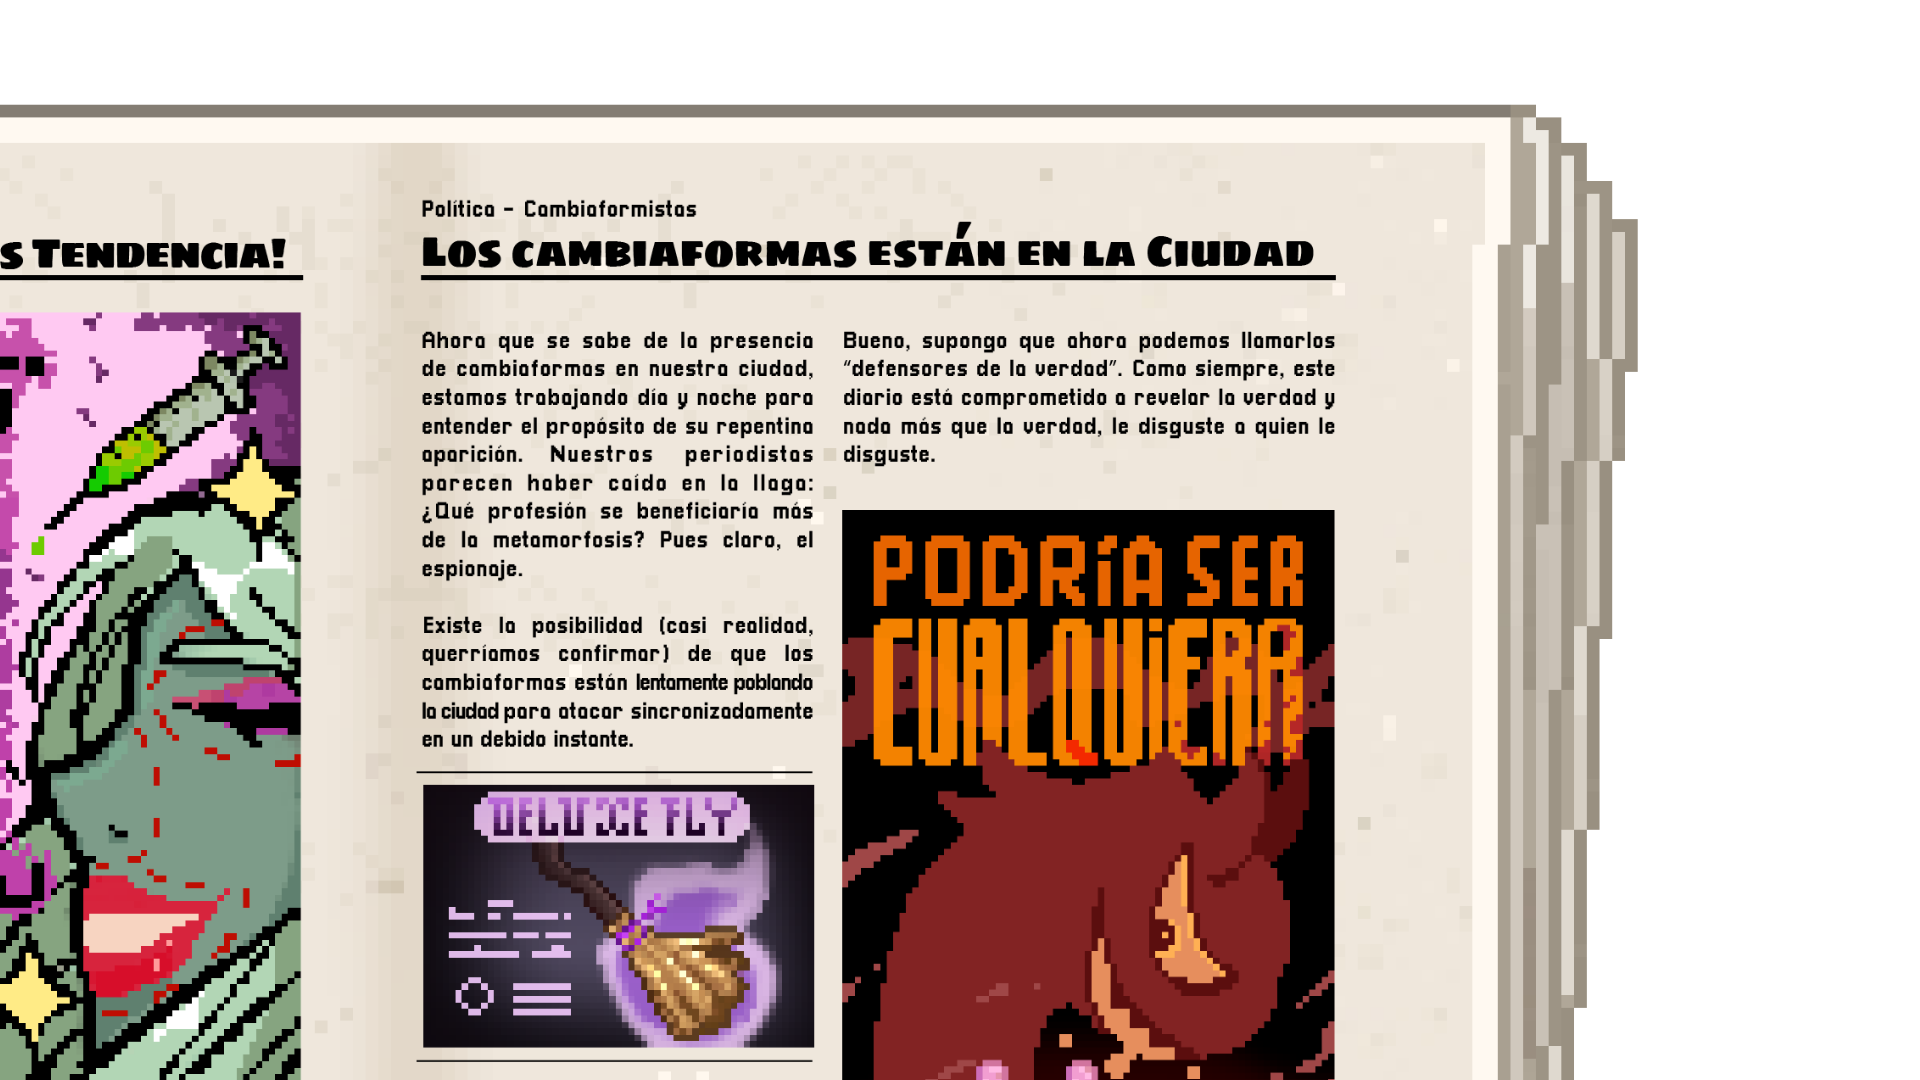 s Tendencia!
Política - Cambiaformistas
Los cambiaformas están en la Ciudad
Ahora que se sabe de la presencia
de cambiaformas en nuestra ciudad,
estamos trabajando día y noche para
entender el propósito de su repentina
aparición. Nuestros periodistas
parecen haber caído en la llaga:
¿Qué profesión se beneficiaría más
de la metamorfosis? Pues claro, el
espionaje.
Existe la posibilidad (casi realidad,
querríamos confirmar) de que los
cambiaformas están lentamente poblando
la ciudad para atacar sincronizadamente
en un debido instante.
DELUXE FLY
Bueno, supongo que ahora podemos llamarlos
“defensores de la verdad”. Como siempre, este
diario está comprometido a revelar la verdad y
nada más que la verdad, le disguste a quien le
disguste.
PODRÍA SER
CUALQUIERA